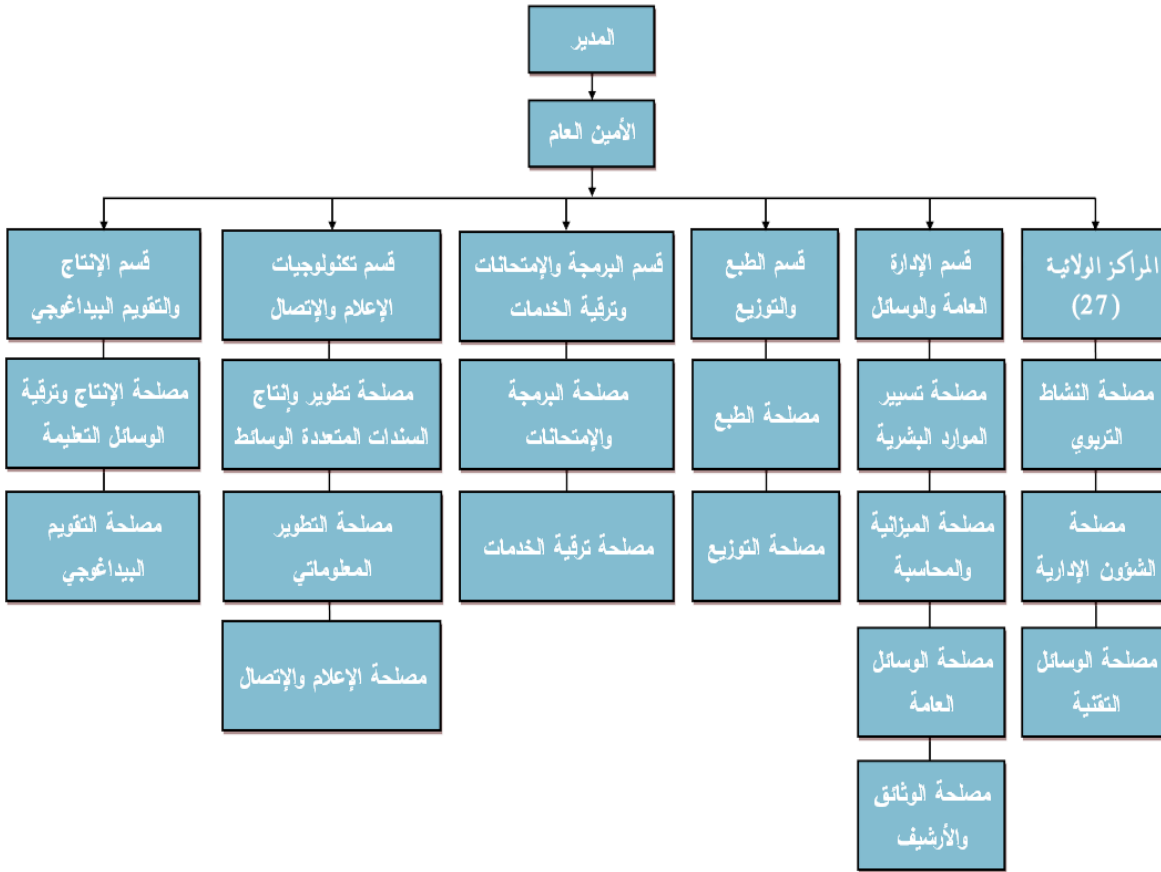 المدير
الأمين العام
المراكز الولائية
(27)
قسم الإدارة
العامة والوسائل
قسم الطبع
والتوزيع
قسم البرمجة والإمتحانات
وترقية الخدمات
قسم تكنولوجيات
الإعلام والإتصال
قسم الإنتاج
والتقويم البيداغوجي
مصلحة النشاط
التربوي
مصلحة تسيير
الموارد البشرية
مصلحة الطبع
مصلحة البرمجة
والإمتحانات
مصلحة تطوير وإنتاج
السندات المتعددة الوسائط
مصلحة الإنتاج وترقية
الوسائل التعليمة
مصلحة
الشؤون الإدارية
مصلحة الميزانية
والمحاسبة
مصلحة التوزيع
مصلحة ترقية الخدمات
مصلحة التطوير
المعلوماتي
مصلحة التقويم
البيداغوجي
مصلحة الوسائل
التقنية
مصلحة الوسائل
العامة
مصلحة الإعلام والإتصال
مصلحة الوثائق
والأرشيف